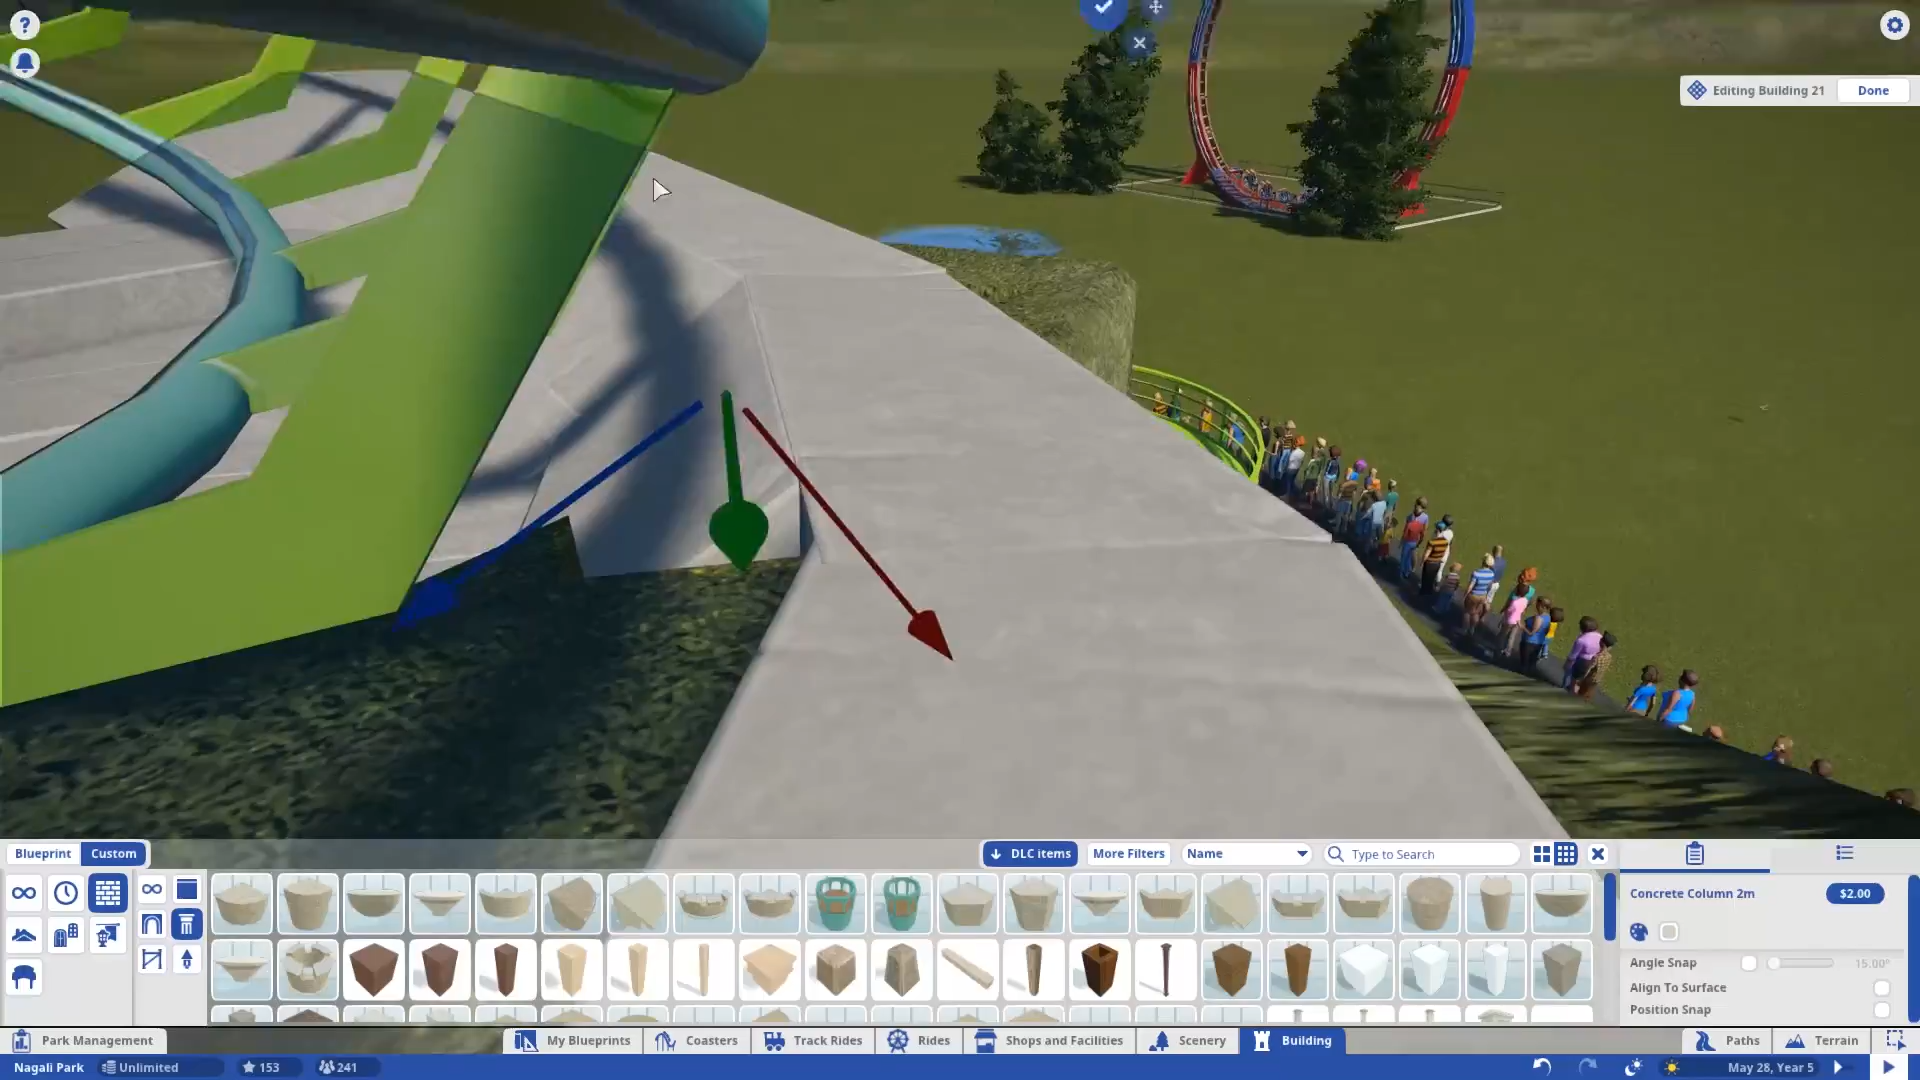 Editing Building 21
Done
Blueprint
Custom
DLC items
More Filters
Name
Type to Search
Concrete Column 2m
$2.00
Angle Snap
15.00°
Align To Surface
Position Snap
Park Management
My Blueprints
Coasters
Track Rides
Rides
Shops and Facilities
Scenery
Building
Paths
Terrain
Nagali Park
Unlimited
153
241
May 28, Year 5